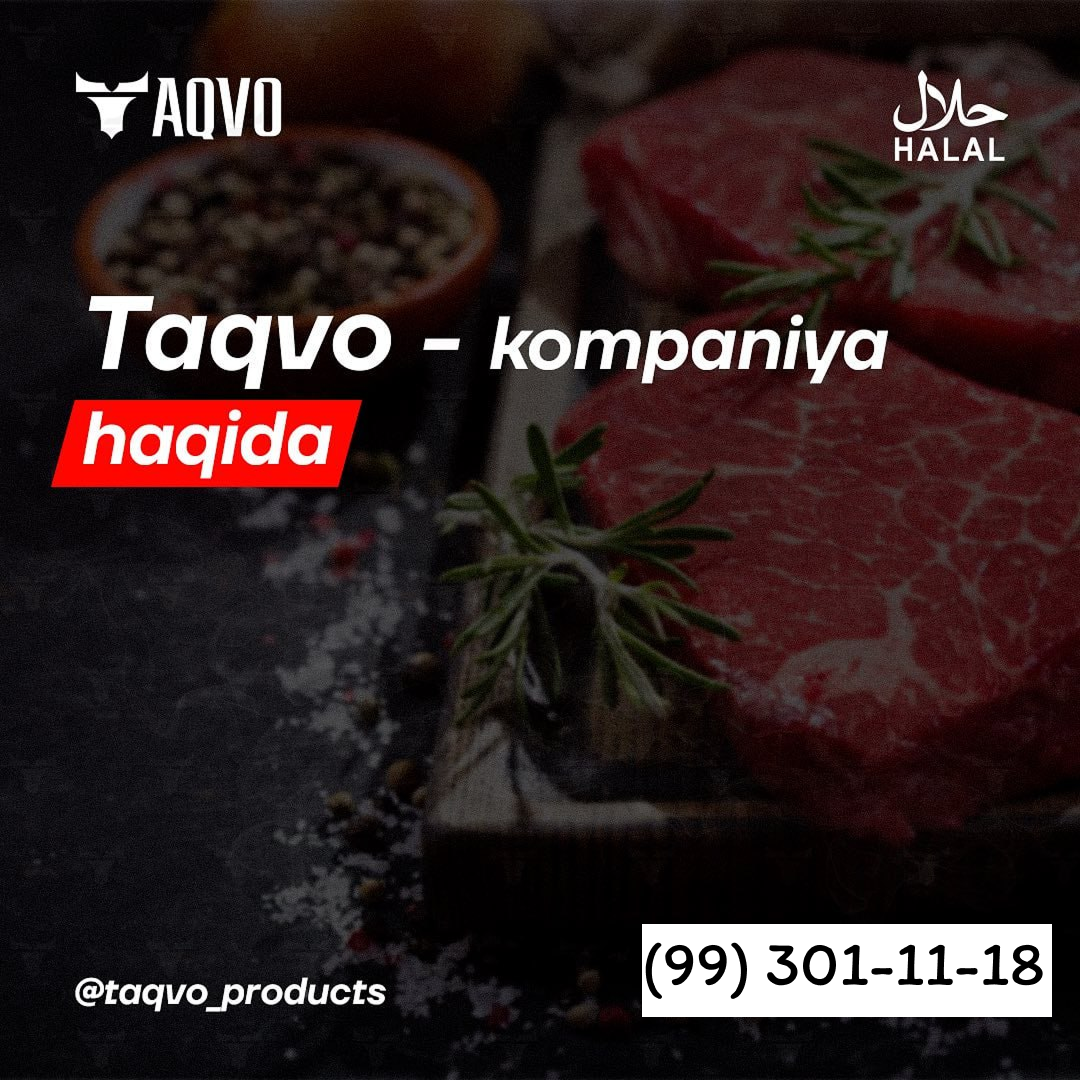 TAQVO
حلال
HALAL
Taqvo - kompaniya
haqida
@taqvo_products
(99) 301-11-18